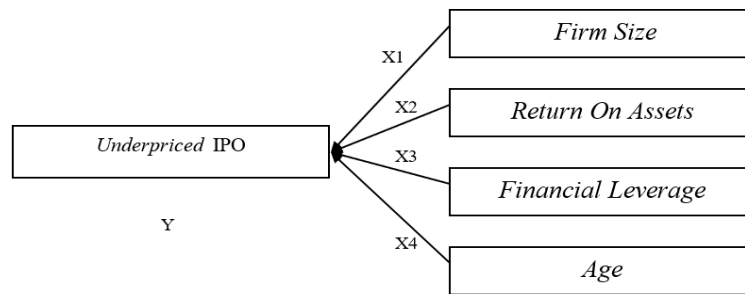 Firm Size
X1
X2
Return On Assets
Underpriced IPO
X3
Financial Leverage
Y
X4
Age